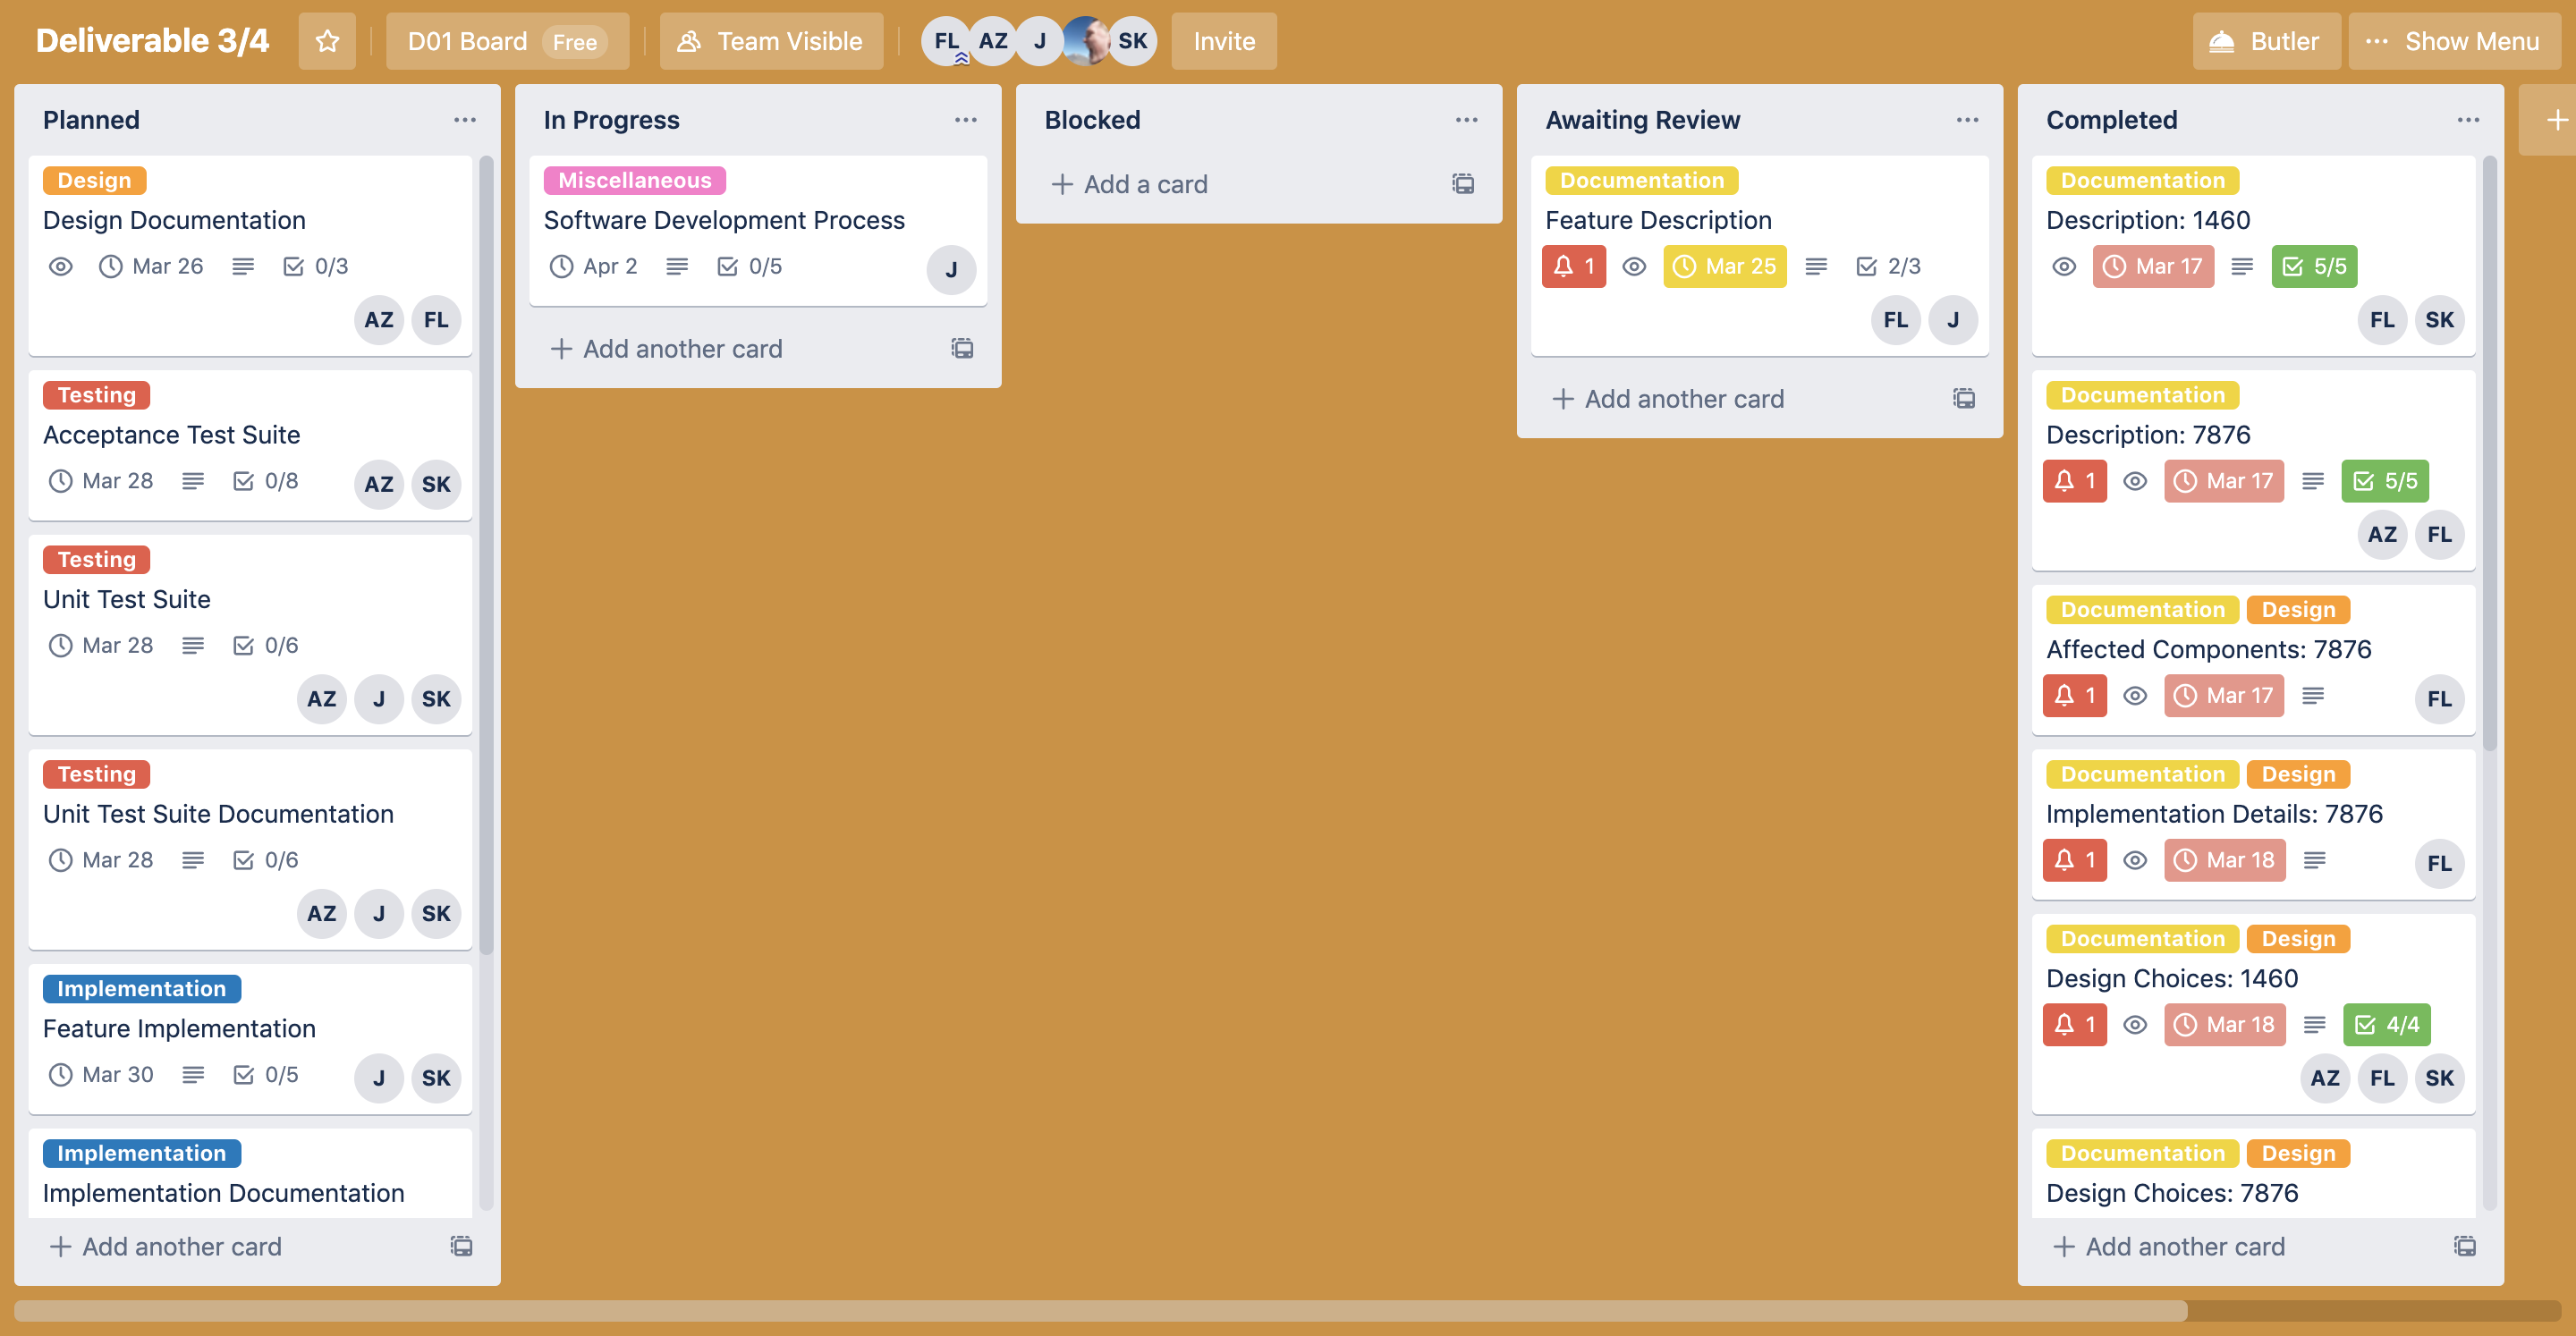 Deliverable 3/4
D01 Board Free
Team Visible
FL AZ J SK
Invite
Butler
Show Menu
Planned
Design
Design Documentation
Mar 26 0/3
AZ FL
Testing
Acceptance Test Suite
Mar 28 0/8
AZ SK
Testing
Unit Test Suite
Mar 28 0/6
AZ J SK
Testing
Unit Test Suite Documentation
Mar 28 0/6
AZ J SK
Implementation
Feature Implementation
Mar 30 0/5
J SK
Implementation
Implementation Documentation
Add another card
In Progress
Miscellaneous
Software Development Process
Apr 2 0/5
J
Add another card
Blocked
Add a card
Awaiting Review
Documentation
Feature Description
1 Mar 25 2/3
FL J
Add another card
Completed
Documentation
Description: 1460
Mar 17 5/5
FL SK
Documentation
Description: 7876
1 Mar 17 5/5
AZ FL
Documentation Design
Affected Components: 7876
1 Mar 17
FL
Documentation Design
Implementation Details: 7876
1 Mar 18
FL
Documentation Design
Design Choices: 1460
1 Mar 18 4/4
AZ FL SK
Documentation Design
Design Choices: 7876
Add another card